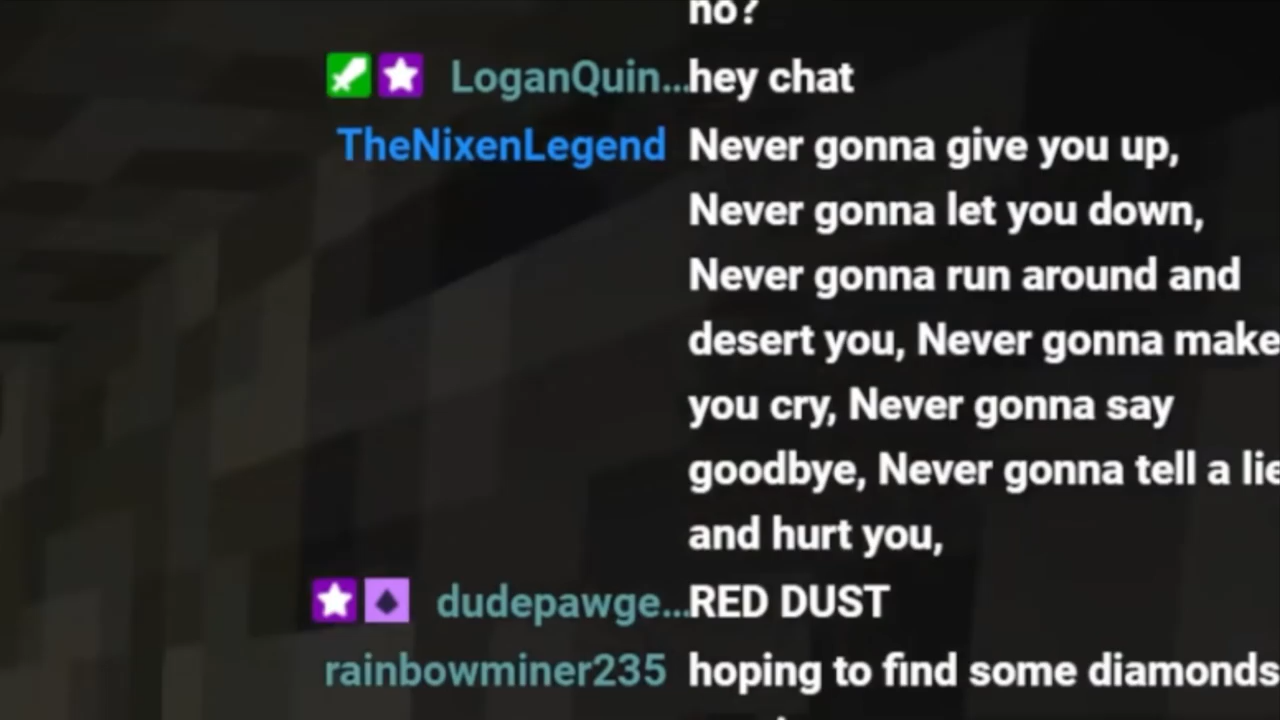 no?
LoganQuin... hey chat
TheNixenLegend Never gonna give you up,
Never gonna let you down,
Never gonna run around and
desert you, Never gonna make
you cry, Never gonna say
goodbye, Never gonna tell a lie
and hurt you,
dudepawge... RED DUST
rainbowminer235 hoping to find some diamonds